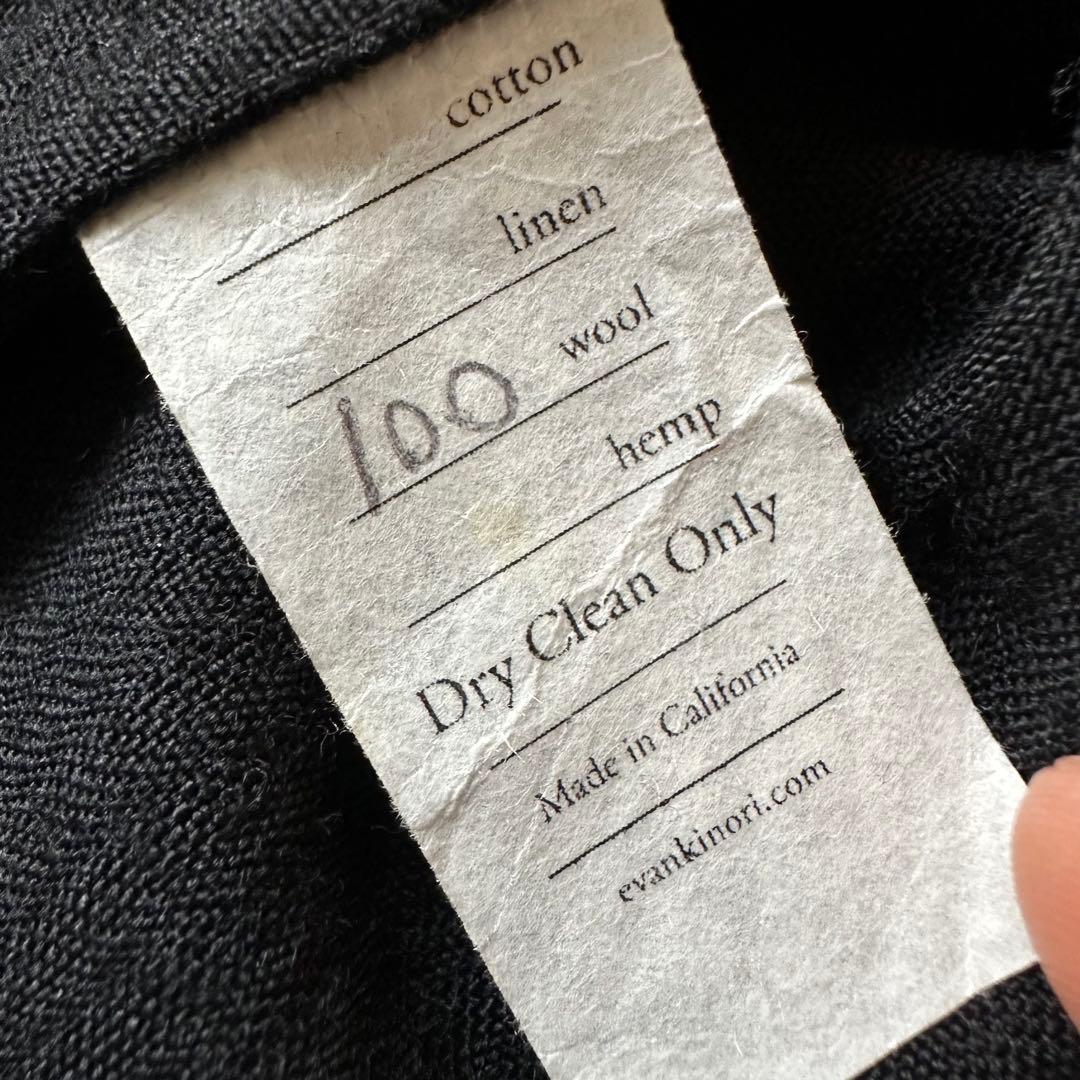 cotton
linen
100 wool
hemp
Dry Clean Only
Made in California
evankinori.com